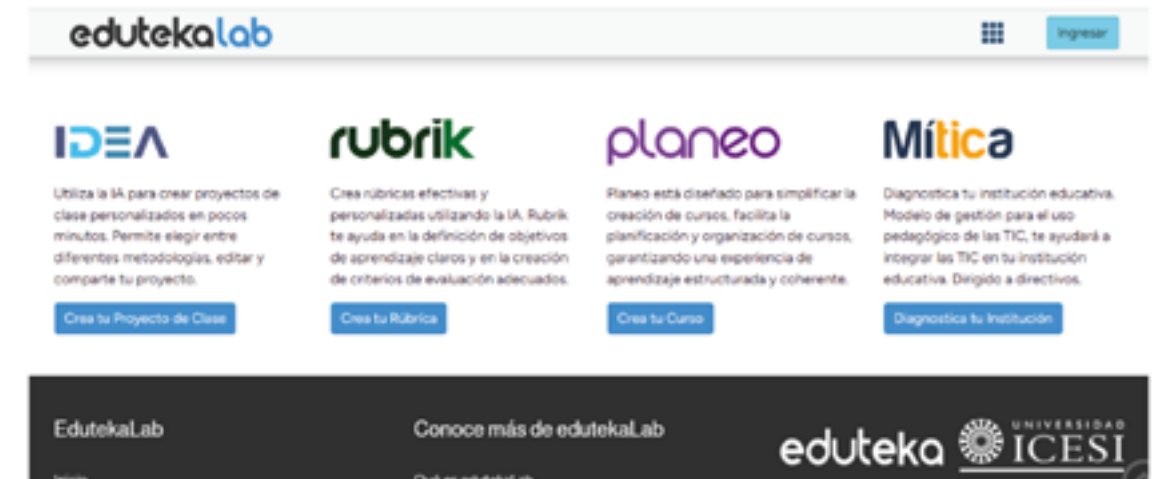 edutekalab
Ingresar
IDEA
Utiliza la IA para crear proyectos de
clase personalizados en pocos
minutos. Permite elegir entre
diferentes metodologías, editar y
comparte tu proyecto.
Crea tu Proyecto de Clase
rubrik
Crea rúbricas efectivas y
personalizadas utilizando la IA. Rubrik
te ayuda en la definición de objetivos
de aprendizaje claros y en la creación
de criterios de evaluación adecuados.
Crea tu Rúbrica
planeo
Planeo está diseñado para simplificar la
creación de cursos, facilita la
planificación y organización de cursos,
garantizando una experiencia de
aprendizaje estructurada y coherente.
Crea tu Curso
Mítica
Diagnostica tu institución educativa.
Modelo de gestión para el uso
pedagógico de las TIC, te ayudará a
integrar las TIC en tu institución
educativa. Dirigido a directivos.
Diagnostica tu Institución
EdutekaLab
Conoce más de edutekaLab
eduteka
UNIVERSIDAD
ICESI